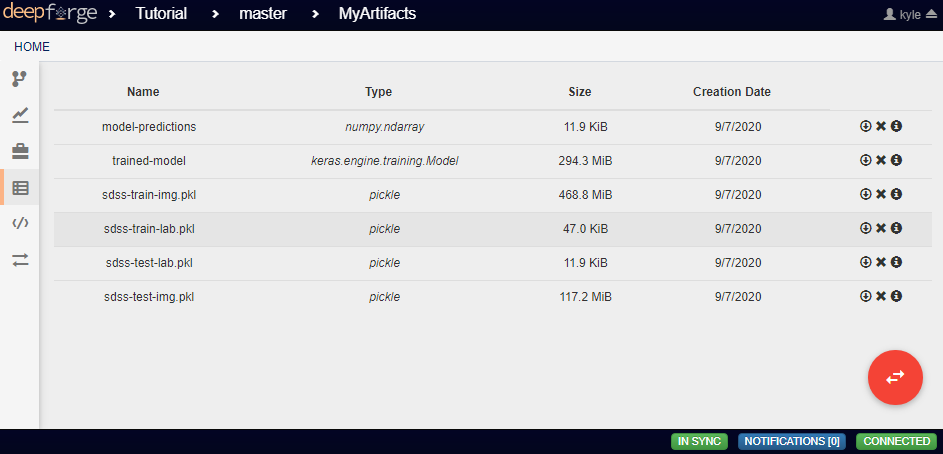 deepforge > Tutorial > master > MyArtifacts kyle
HOME
Name Type Size Creation Date
model-predictions numpy.ndarray 11.9 KiB 9/7/2020
trained-model keras.engine.training.Model 294.3 MiB 9/7/2020
sdss-train-img.pkl pickle 468.8 MiB 9/7/2020
sdss-train-lab.pkl pickle 47.0 KiB 9/7/2020
sdss-test-lab.pkl pickle 11.9 KiB 9/7/2020
sdss-test-img.pkl pickle 117.2 MiB 9/7/2020
IN SYNC NOTIFICATIONS [0] CONNECTED